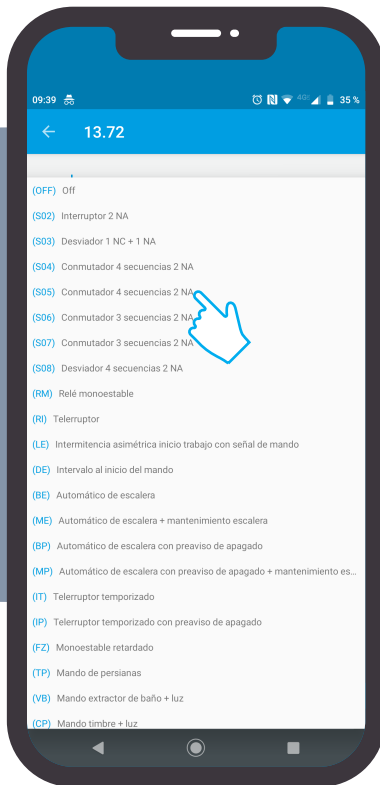 09:39 4G 35 %
13.72
(OFF) Off
(S02) Interruptor 2 NA
(S03) Desviador 1 NC + 1 NA
(S04) Conmutador 4 secuencias 2 NA
(S05) Conmutador 4 secuencias 2 NA
(S06) Conmutador 3 secuencias 2 NA
(S07) Conmutador 3 secuencias 2 NA
(S08) Desviador 4 secuencias 2 NA
(RM) Relé monoestable
(RI) Telerruptor
(LE) Intermitencia asimétrica inicio trabajo con señal de mando
(DE) Intervalo al inicio del mando
(BE) Automático de escalera
(ME) Automático de escalera + mantenimiento escalera
(BP) Automático de escalera con preaviso de apagado
(MP) Automático de escalera con preaviso de apagado + mantenimiento es...
(IT) Telerruptor temporizado
(IP) Telerruptor temporizado con preaviso de apagado
(FZ) Monoestable retardado
(TP) Mando de persianas
(VB) Mando extractor de baño + luz
(CP) Mando timbre + luz